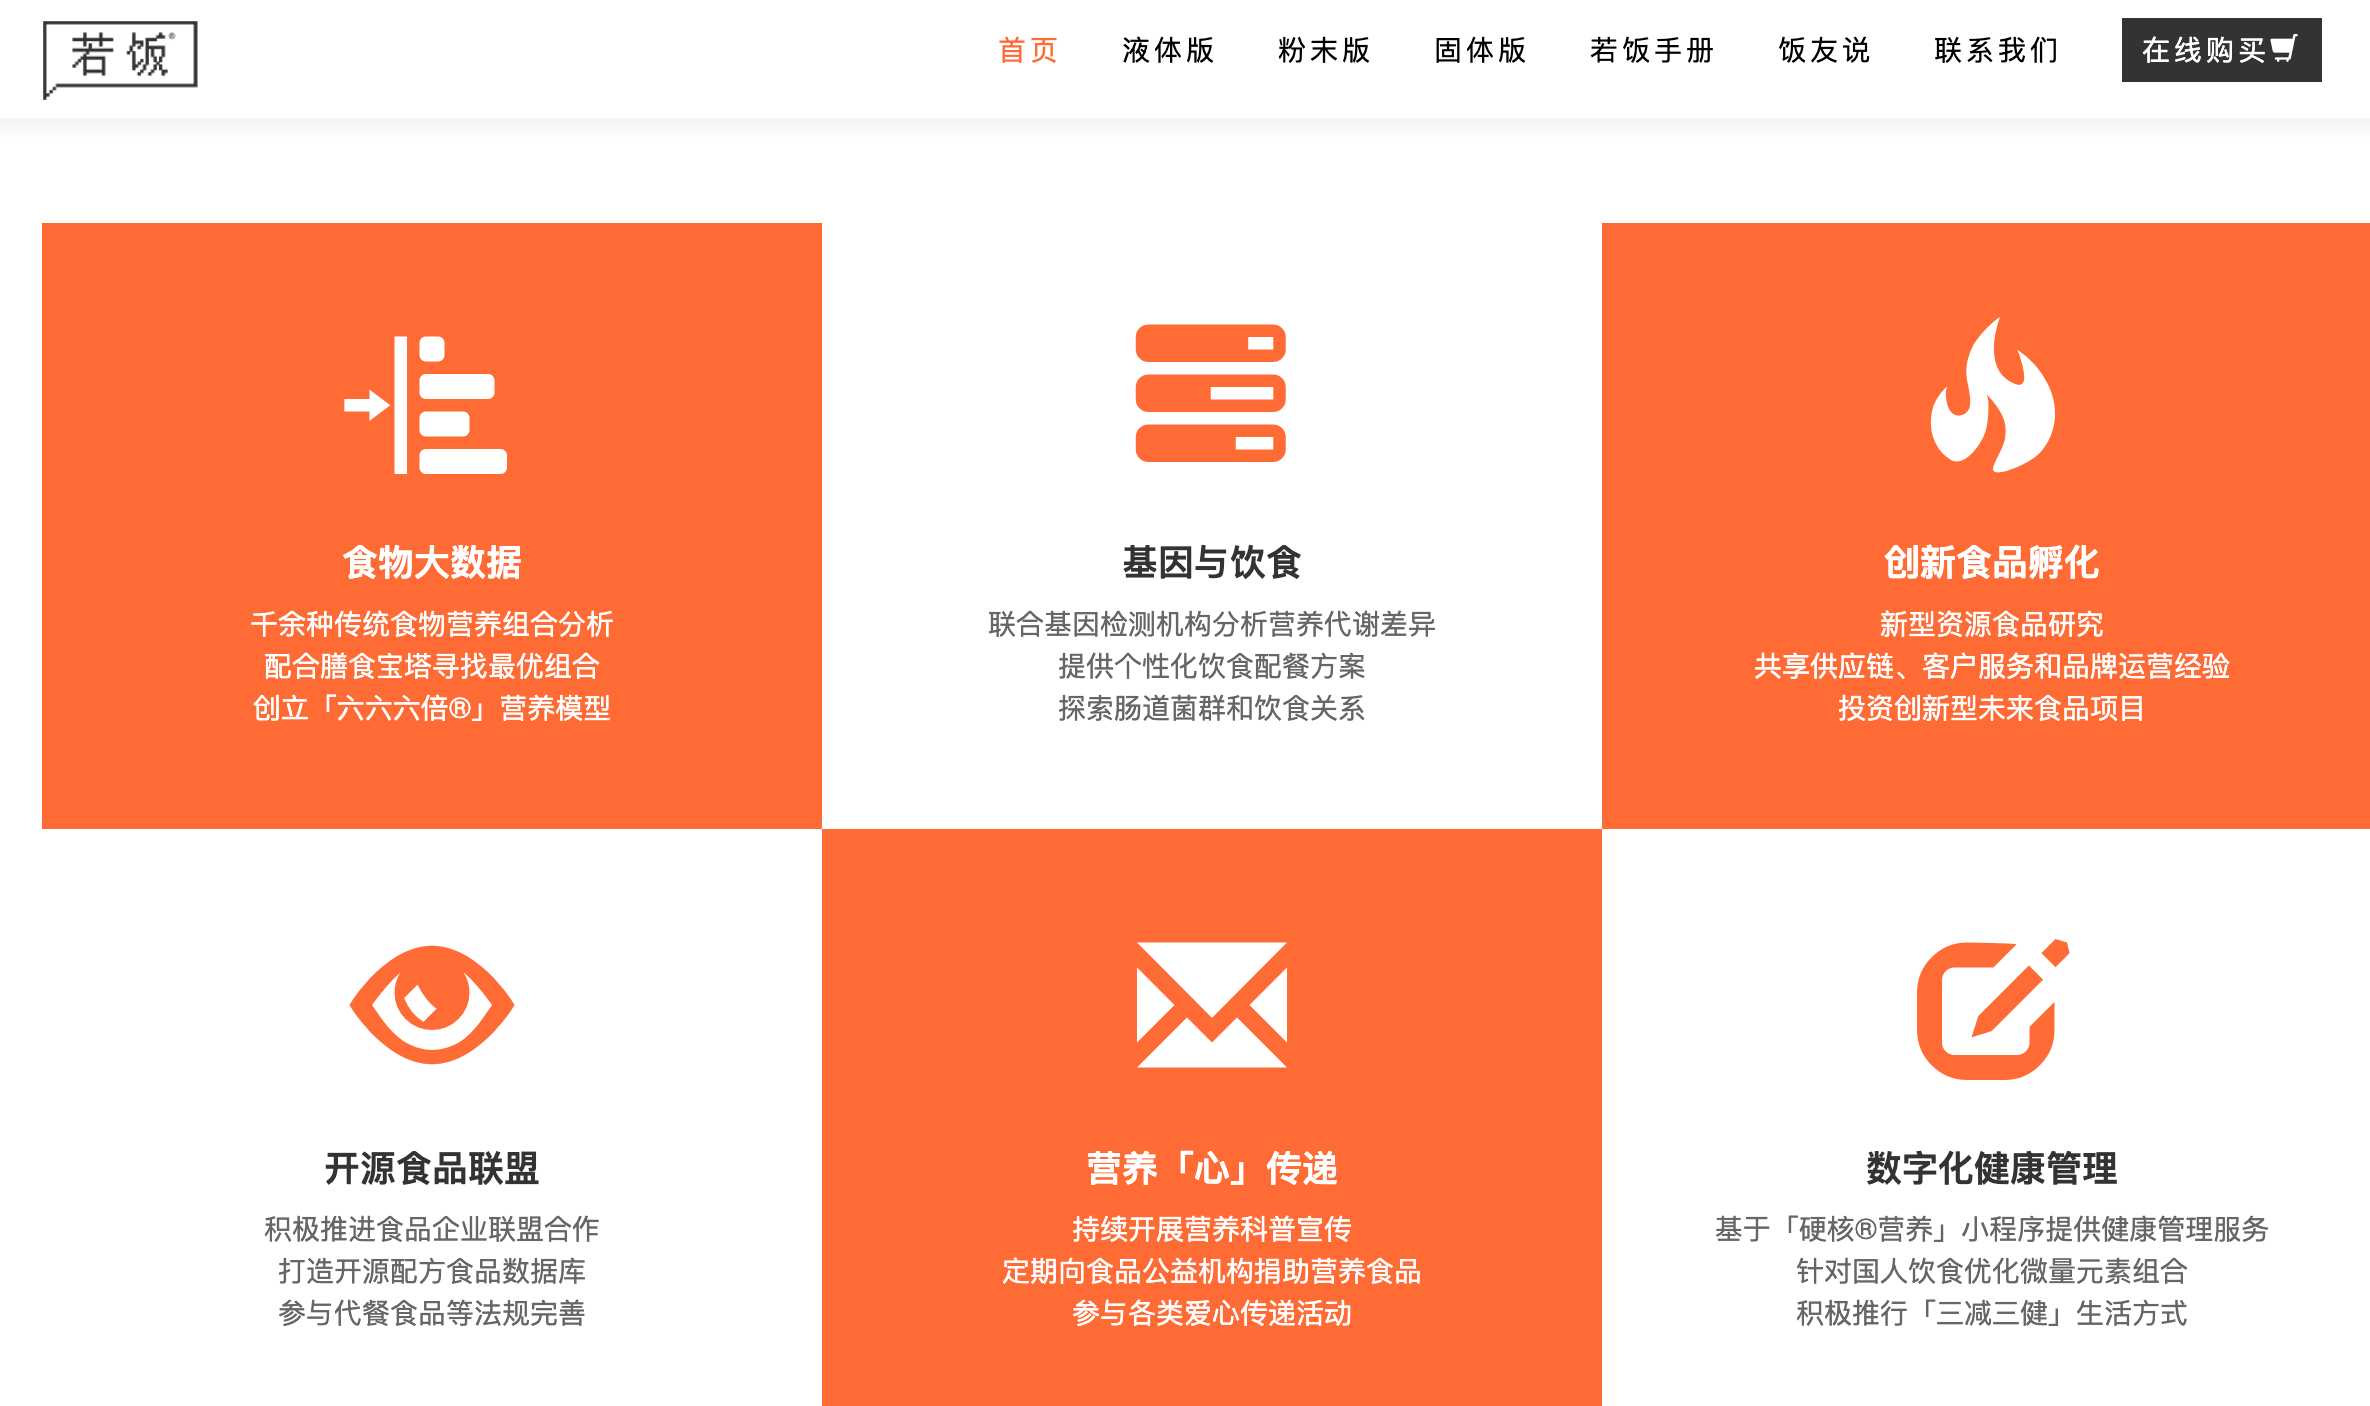 若饭®
首页 液体版 粉末版 固体版 若饭手册 饭友说 联系我们 在线购买
食物大数据
千余种传统食物营养组合分析
配合膳食宝塔寻找最优组合
创立「六六六倍®」营养模型
基因与饮食
联合基因检测机构分析营养代谢差异
提供个性化饮食配餐方案
探索肠道菌群和饮食关系
创新食品孵化
新型资源食品研究
共享供应链、客户服务和品牌运营经验
投资创新型未来食品项目
开源食品联盟
积极推进食品企业联盟合作
打造开源配方食品数据库
参与代餐食品等法规完善
营养「心」传递
持续开展营养科普宣传
定期向食品公益机构捐助营养食品
参与各类爱心传递活动
数字化健康管理
基于「硬核®营养」小程序提供健康管理服务
针对国人饮食优化微量元素组合
积极推行「三减三健」生活方式